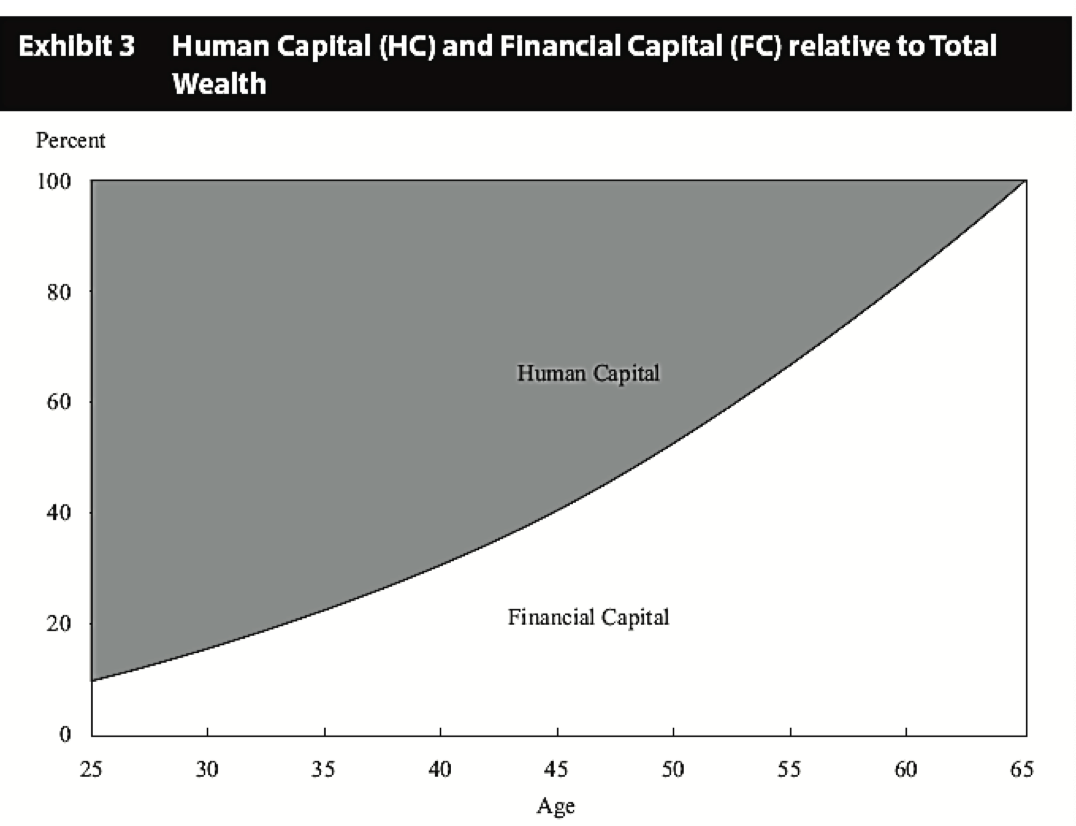 Exhibit 3 Human Capital (HC) and Financial Capital (FC) relative to Total
Wealth
Percent
100
80
60
40
20
0
Human Capital
Financial Capital
25 30 35 40 45 50 55 60 65
Age